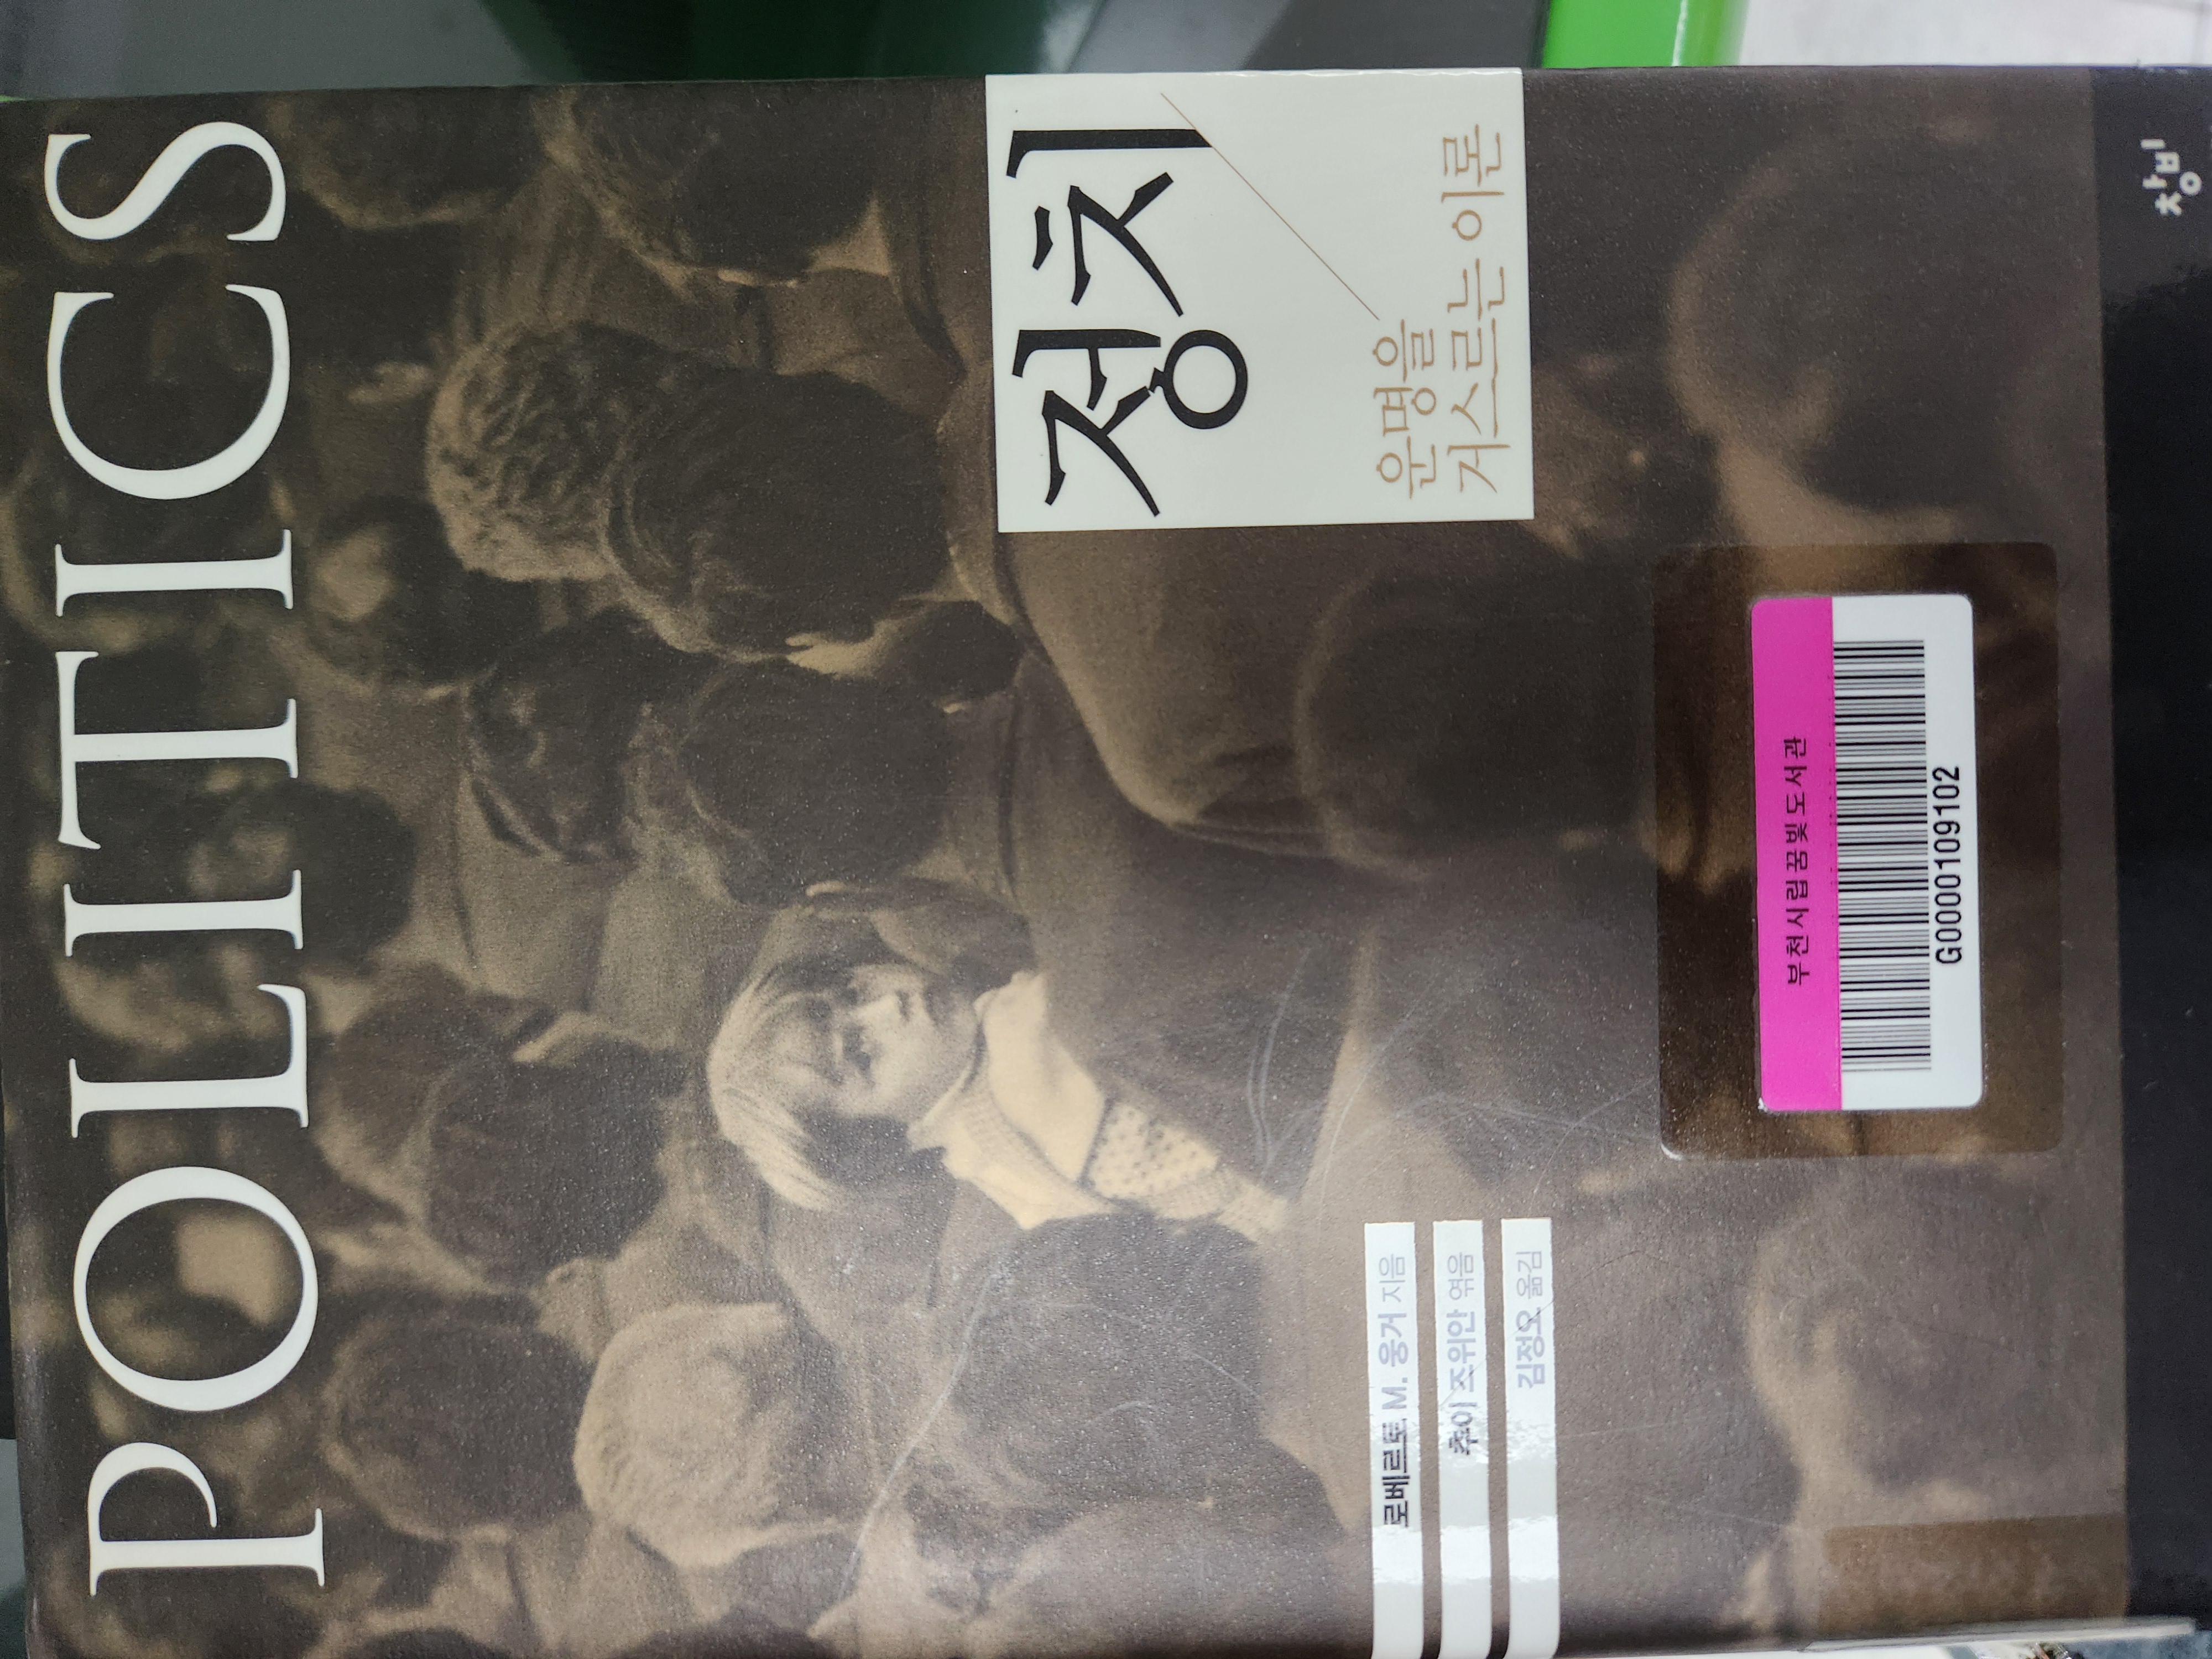 POLITICS
정치
운명을
거스르는 이론
로베르토 M. 웅거 지음
추이 즈위안 엮음
김정오 옮김
부천시립꿈빛도서관
G0000109102
창비